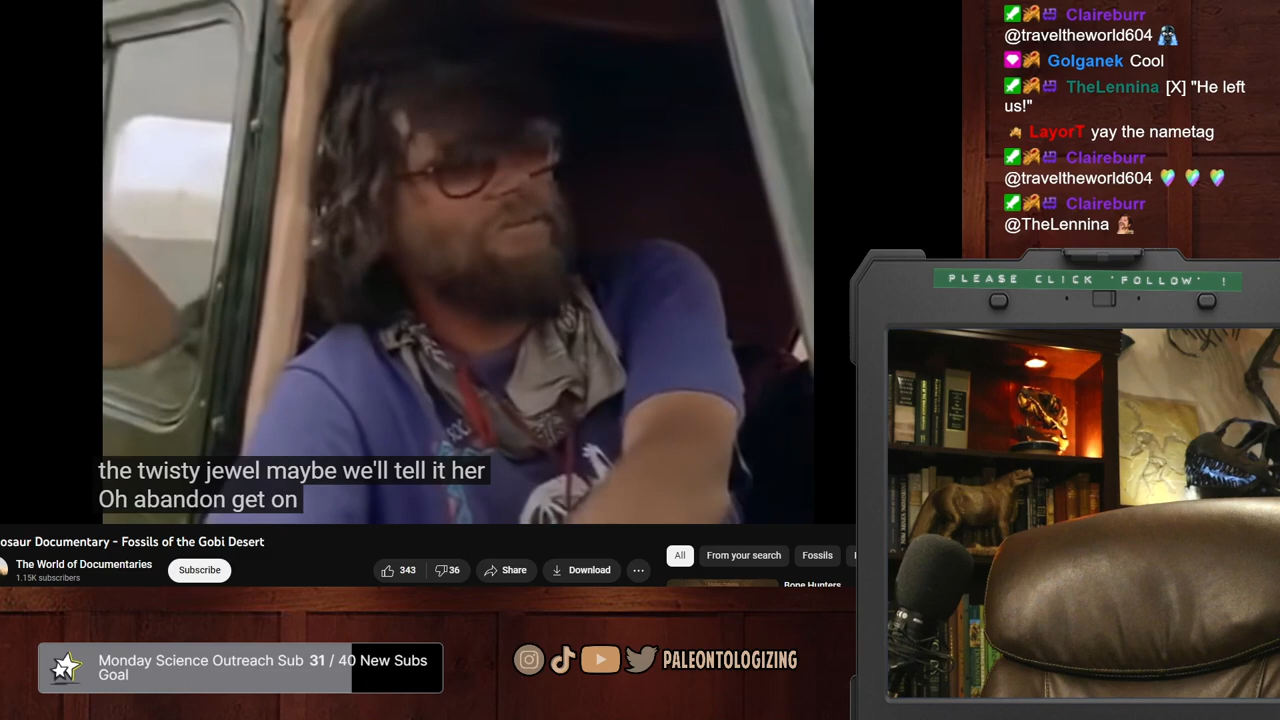 Claireburr
@traveltheworld604
Golganek Cool
TheLennina [X] "He left
us!"
LayorT yay the nametag
Claireburr
@traveltheworld604
Claireburr
@TheLennina
PLEASE CLICK 'FOLLOW' !
the twisty jewel maybe we'll tell it her
Oh abandon get on
osaur Documentary - Fossils of the Gobi Desert
The World of Documentaries
1.15K subscribers
Subscribe
343
36
Share
Download
All
From your search
Fossils
Bone Hunters
Monday Science Outreach Sub 31 / 40 New Subs
Goal
PALEONTOLOGIZING